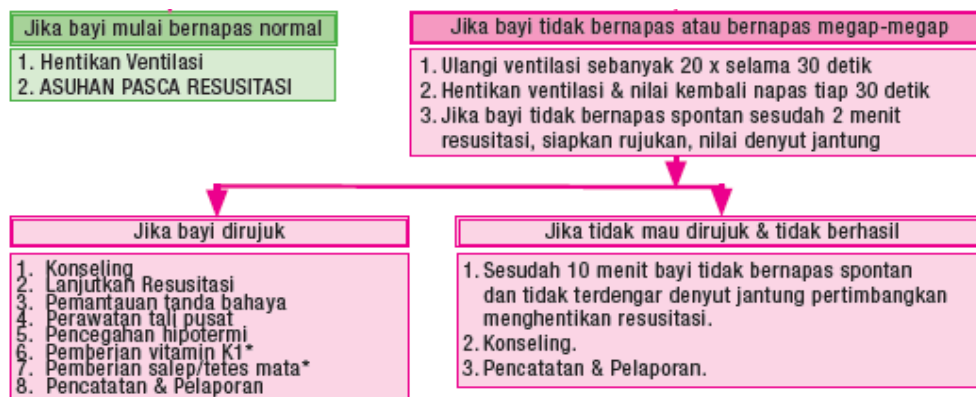 Jika bayi mulai bernapas normal
1. Hentikan Ventilasi
2. ASUHAN PASCA RESUSITASI
Jika bayi tidak bernapas atau bernapas megap-megap
1. Ulangi ventilasi sebanyak 20 x selama 30 detik
2. Hentikan ventilasi & nilai kembali napas tiap 30 detik
3. Jika bayi tidak bernapas spontan sesudah 2 menit
resusitasi, siapkan rujukan, nilai denyut jantung
Jika bayi dirujuk
1. Konseling
2. Lanjutkan Resusitasi
3. Pemantauan tanda bahaya
4. Perawatan tali pusat
5. Pencegahan hipotermi
6. Pemberian vitamin K1*
7. Pemberian salep/tetes mata*
8. Pencatatan & Pelaporan
Jika tidak mau dirujuk & tidak berhasil
1. Sesudah 10 menit bayi tidak bernapas spontan
dan tidak terdengar denyut jantung pertimbangkan
menghentikan resusitasi.
2. Konseling.
3. Pencatatan & Pelaporan.